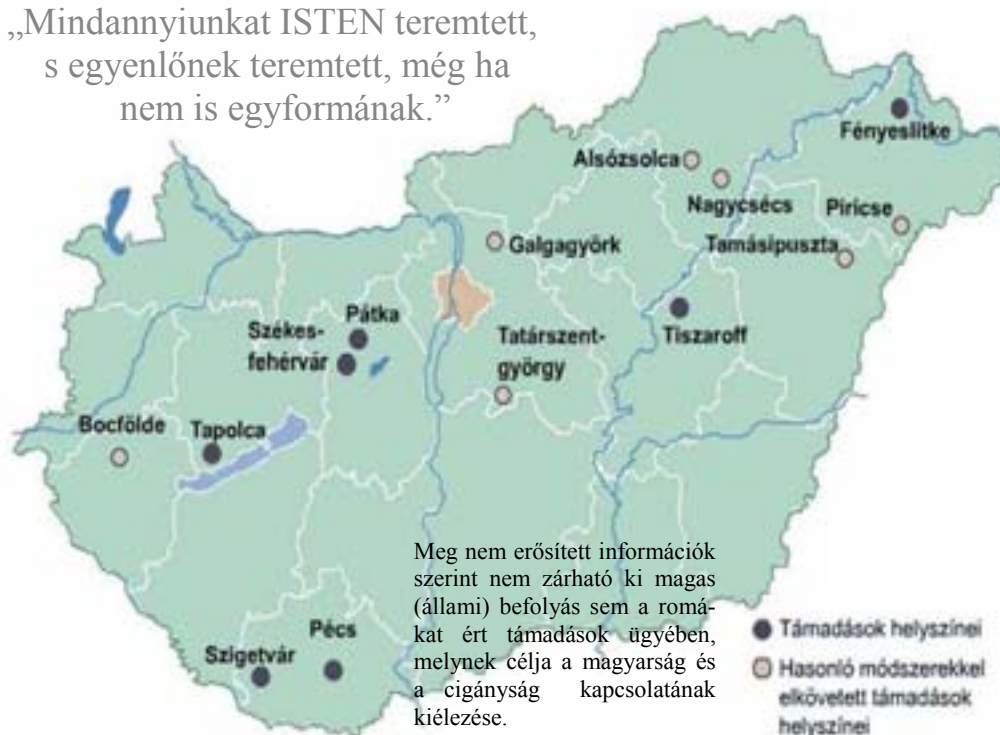 „Mindannyiunkat ISTEN teremtett,
s egyenlőnek teremtett, még ha
nem is egyformának.”
Fényeslitke
Alsózsolca
Nagycsécs
Piricse
Galgagyörk
Tamásipuszta
Pátka
Székes-
fehérvár
Tatárszent-
györgy
Tiszaroff
Bocfölde
Tapolca
Meg nem erősített információk
szerint nem zárható ki magas
(állami) befolyás sem a romá-
kat ért támadások ügyében,
melynek célja a magyarság és
a cigányság kapcsolatának
kiélezése.
Pécs
Szigetvár
Támadások helyszínei
Hasonló módszerekkel
elkövetett támadások
helyszínei